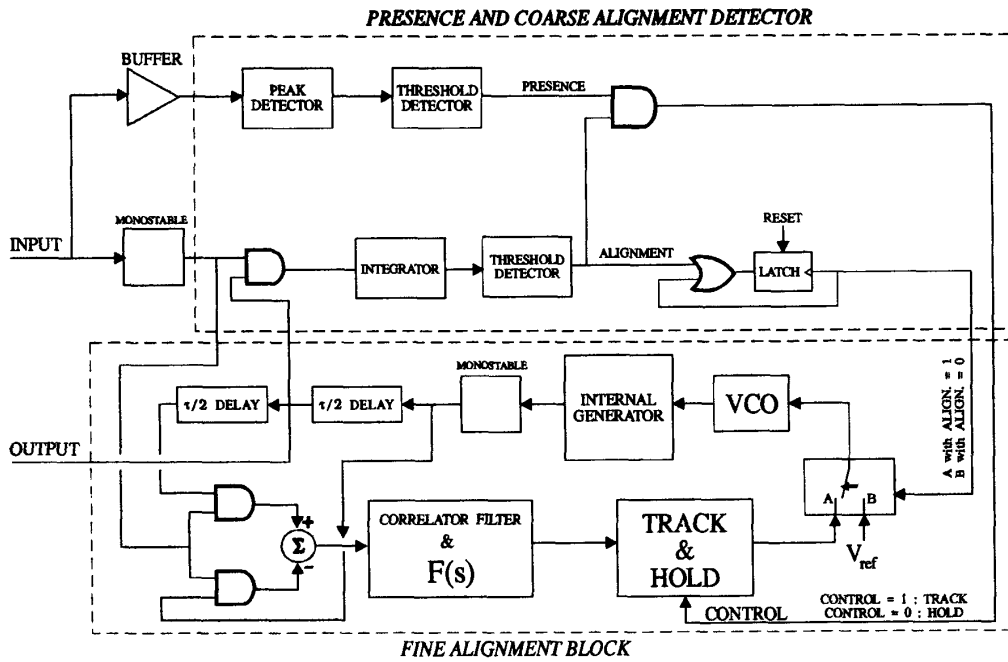 PRESENCE AND COARSE ALIGNMENT DETECTOR
BUFFER
PEAK
DETECTOR
THRESHOLD
DETECTOR
PRESENCE
MONOSTABLE
INPUT
INTEGRATOR
THRESHOLD
DETECTOR
ALIGNMENT
RESET
LATCH
MONOSTABLE
τ/2 DELAY
τ/2 DELAY
INTERNAL
GENERATOR
VCO
A with ALIGN. = 1
B with ALIGN. = 0
OUTPUT
A
B
Vref
+
Σ
-
CORRELATOR FILTER
&
F(s)
TRACK
&
HOLD
CONTROL
CONTROL = 1 : TRACK
CONTROL = 0 : HOLD
FINE ALIGNMENT BLOCK